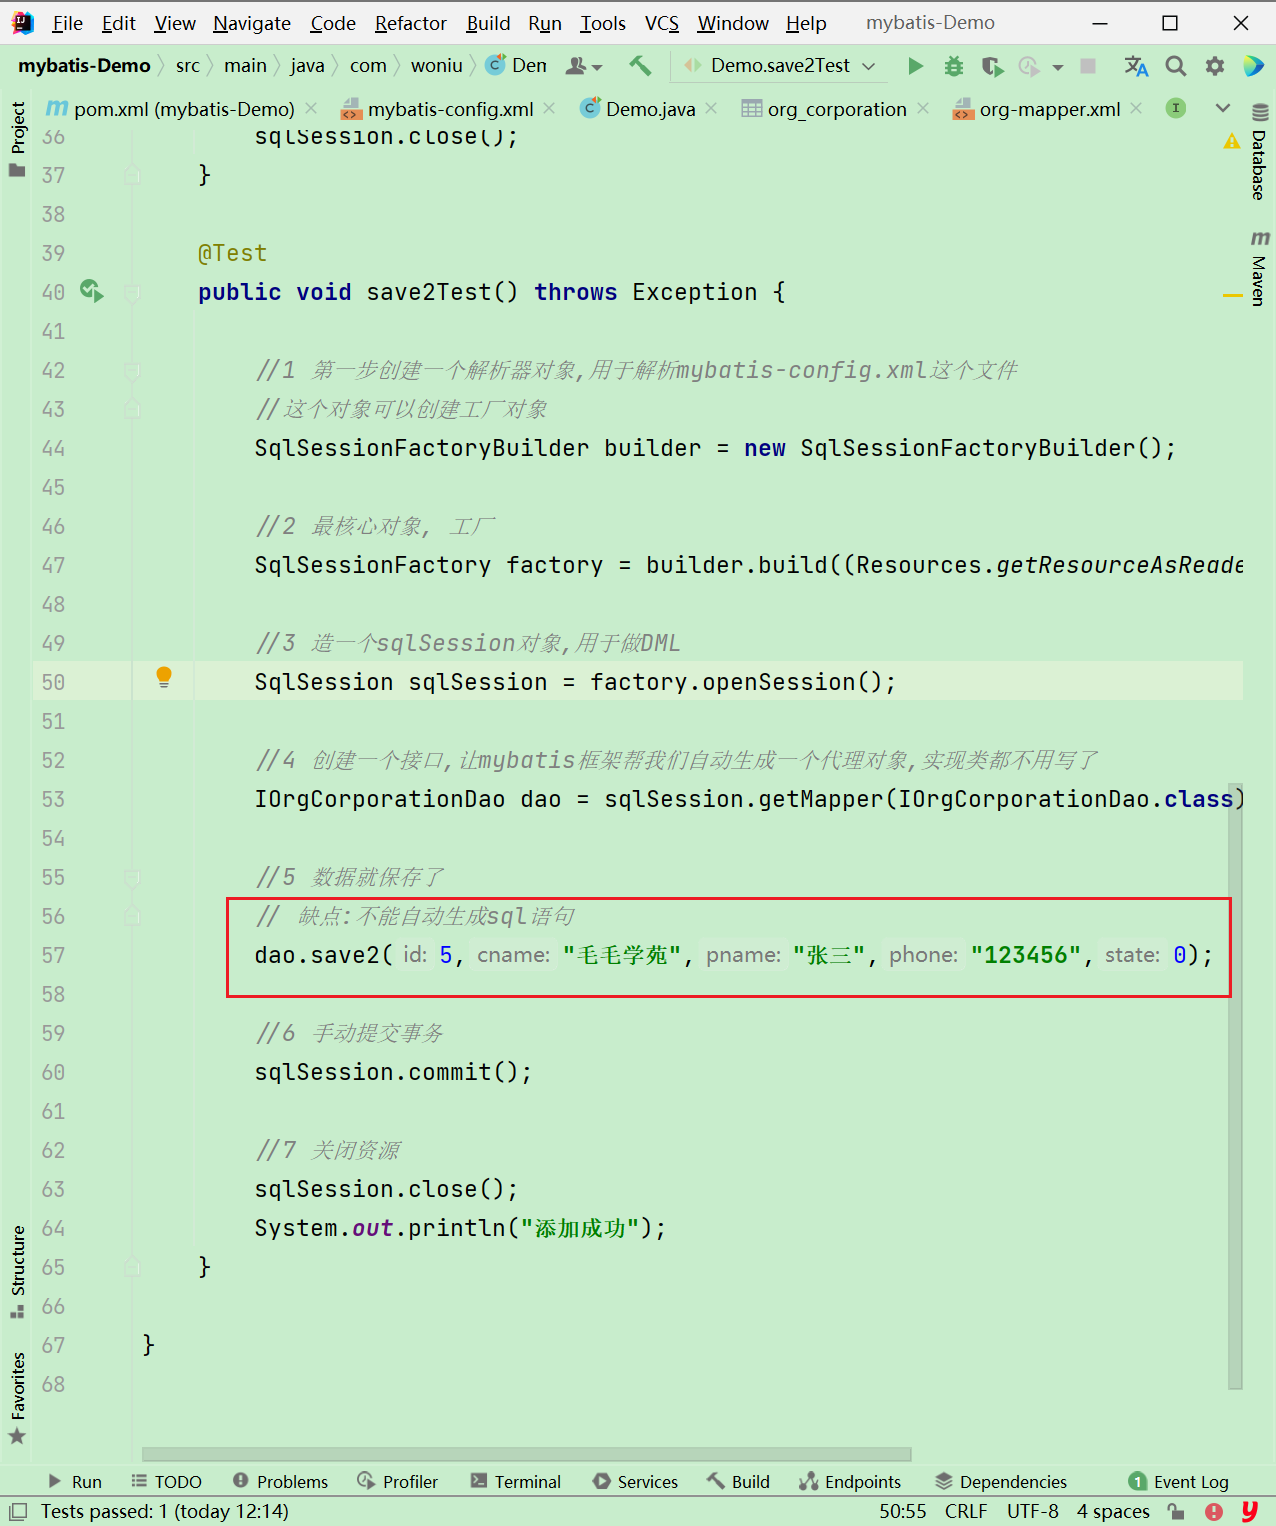 File Edit View Navigate Code Refactor Build Run Tools VCS Window Help mybatis-Demo
mybatis-Demo src main java com woniu Den Demo.save2Test
pom.xml (mybatis-Demo) mybatis-config.xml Demo.java org_corporation org-mapper.xml
Project
Database
Maven
Structure
Favorites
36 sqlSession.close();
37 }
38
39 @Test
40 public void save2Test() throws Exception {
41
42 //1 第一步创建一个解析器对象,用于解析mybatis-config.xml这个文件
43 //这个对象可以创建工厂对象
44 SqlSessionFactoryBuilder builder = new SqlSessionFactoryBuilder();
45
46 //2 最核心对象, 工厂
47 SqlSessionFactory factory = builder.build((Resources.getResourceAsReade
48
49 //3 造一个sqlSession对象,用于做DML
50 SqlSession sqlSession = factory.openSession();
51
52 //4 创建一个接口,让mybatis框架帮我们自动生成一个代理对象,实现类都不用写了
53 IOrgCorporationDao dao = sqlSession.getMapper(IOrgCorporationDao.class)
54
55 //5 数据就保存了
56 // 缺点:不能自动生成sql语句
57 dao.save2( id: 5, cname: "毛毛学苑", pname: "张三", phone: "123456", state: 0);
58
59 //6 手动提交事务
60 sqlSession.commit();
61
62 //7 关闭资源
63 sqlSession.close();
64 System.out.println("添加成功");
65 }
66
67 }
68
Run TODO Problems Profiler Terminal Services Build Endpoints Dependencies 1 Event Log
Tests passed: 1 (today 12:14) 50:55 CRLF UTF-8 4 spaces